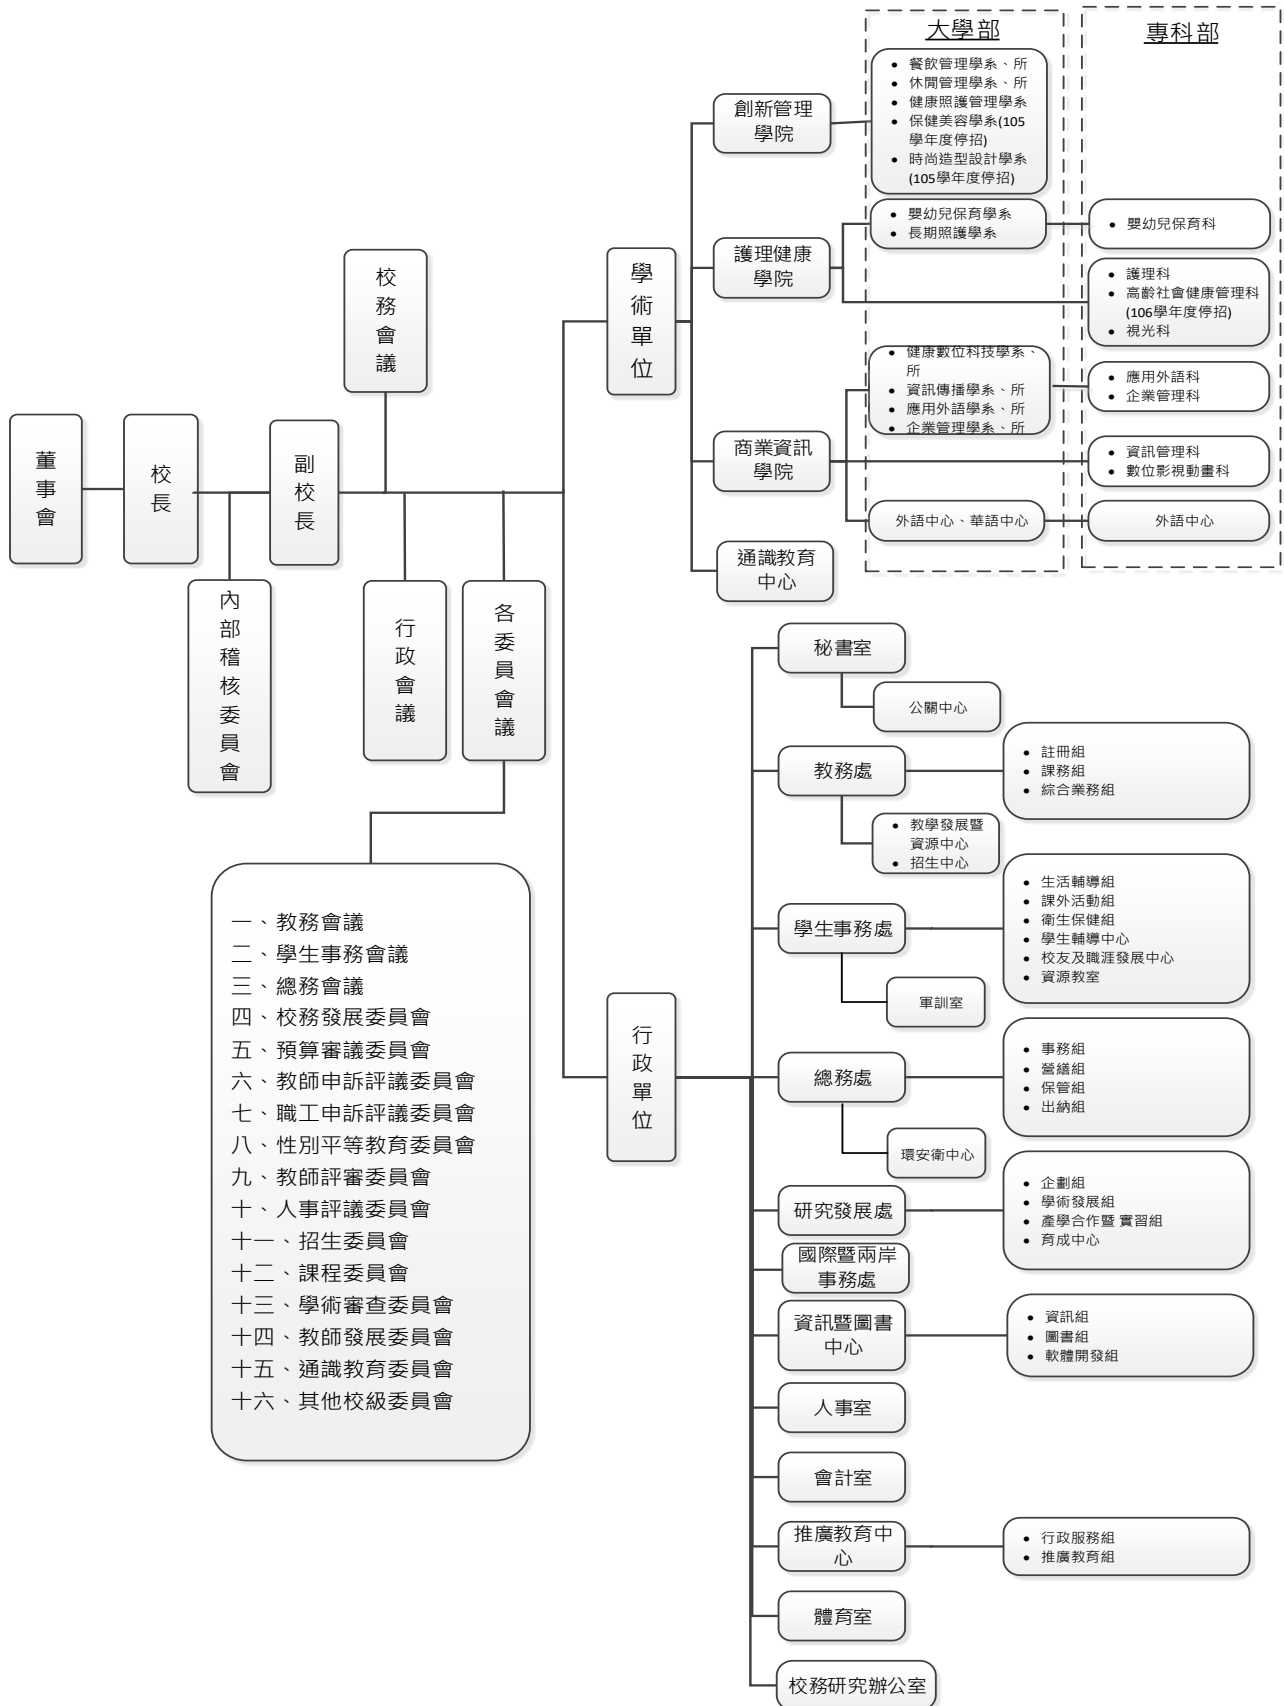 大學部
餐飲管理學系、所
休閒管理學系、所
健康照護管理學系
保健美容學系(105
學年度停招)
時尚造型設計學系
(105學年度停招)
嬰幼兒保育學系
長期照護學系
健康數位科技學系、
所
資訊傳播學系、所
應用外語學系、所
企業管理學系、所
外語中心、華語中心
專科部
嬰幼兒保育科
護理科
高齡社會健康管理科
(106學年度停招)
視光科
應用外語科
企業管理科
資訊管理科
數位影視動畫科
外語中心
創新管理
學院
護理健康
學院
商業資訊
學院
通識教育
中心
學術單位
校務會議
董事會
校長
副校長
內部稽核委員會
行政會議
各委員會議
一、教務會議
二、學生事務會議
三、總務會議
四、校務發展委員會
五、預算審議委員會
六、教師申訴評議委員會
七、職工申訴評議委員會
八、性別平等教育委員會
九、教師評審委員會
十、人事評議委員會
十一、招生委員會
十二、課程委員會
十三、學術審查委員會
十四、教師發展委員會
十五、通識教育委員會
十六、其他校級委員會
行政單位
秘書室
公關中心
教務處
註冊組
課務組
綜合業務組
教學發展暨
資源中心
招生中心
學生事務處
生活輔導組
課外活動組
衛生保健組
學生輔導中心
校友及職涯發展中心
資源教室
軍訓室
總務處
事務組
營繕組
保管組
出納組
環安衛中心
研究發展處
企劃組
學術發展組
產學合作暨 實習組
育成中心
國際暨兩岸
事務處
資訊暨圖書
中心
資訊組
圖書組
軟體開發組
人事室
會計室
推廣教育中
心
行政服務組
推廣教育組
體育室
校務研究辦公室